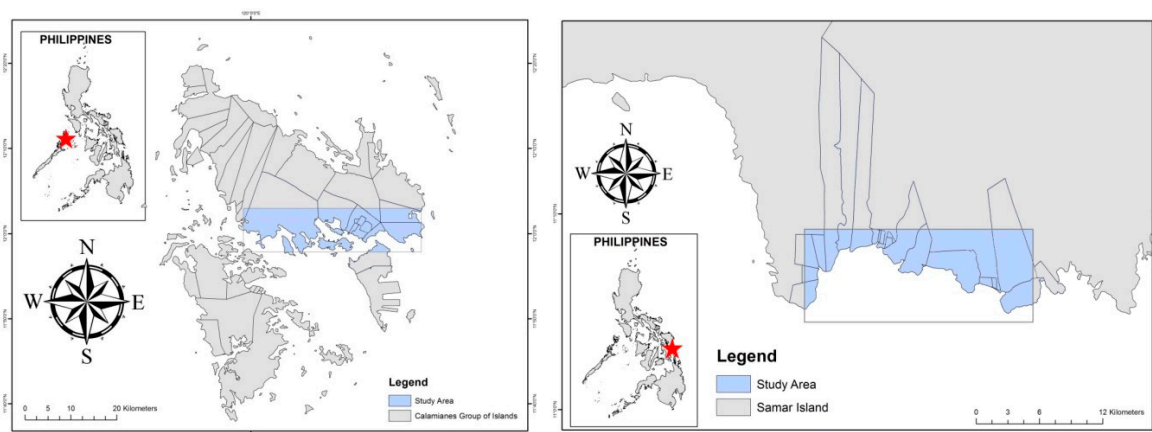 PHILIPPINES
N
W
E
S
Legend
Study Area
Calamianes Group of Islands
0 5 10 20 Kilometers
N
W
E
S
PHILIPPINES
Legend
Study Area
Samar Island
0 3 6 12 Kilometers